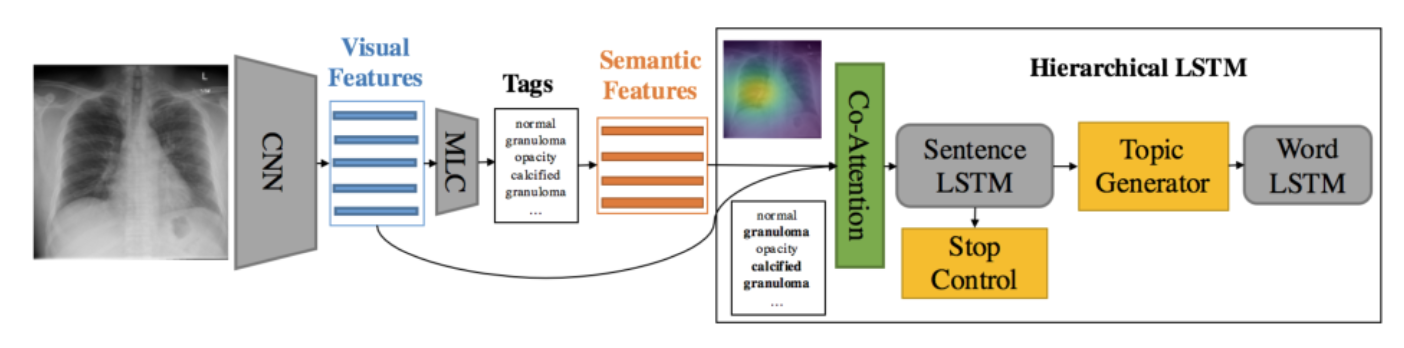 L
CNN
Visual
Features
MLC
Tags
normal
granuloma
opacity
calcified
granuloma
...
Semantic
Features
normal
granuloma
opacity
calcified
granuloma
...
Co-Attention
Hierarchical LSTM
Sentence
LSTM
Stop
Control
Topic
Generator
Word
LSTM